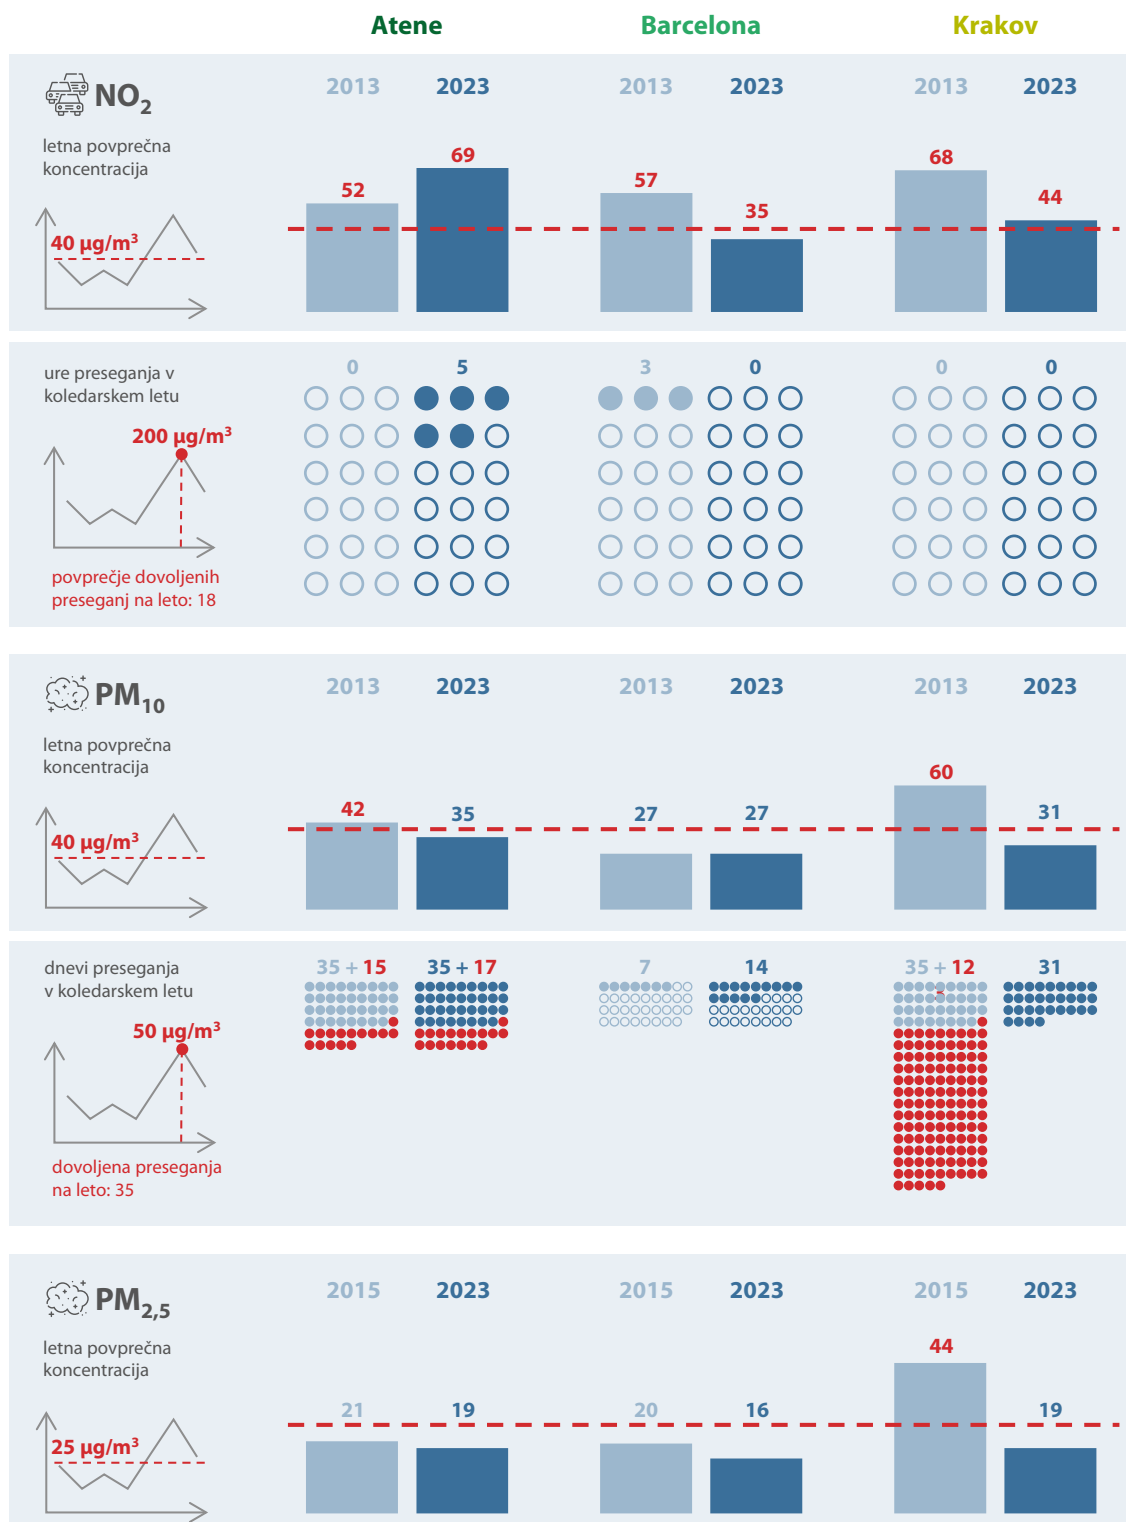 Atene Barcelona Krakov
NO2
2013 2023 2013 2023 2013 2023
letna povprečna
koncentracija
40 µg/m³
52 69 57 35 68 44
ure preseganja v
koledarskem letu
200 µg/m³
povprečje dovoljenih
preseganj na leto: 18
0 5 3 0 0 0
PM10
2013 2023 2013 2023 2013 2023
letna povprečna
koncentracija
40 µg/m³
42 35 27 27 60 31
dnevi preseganja
v koledarskem letu
50 µg/m³
dovoljena preseganja
na leto: 35
35 + 15 35 + 17 7 14 35 + 12 31
PM2,5
2015 2023 2015 2023 2015 2023
letna povprečna
koncentracija
25 µg/m³
21 19 20 16 44 19